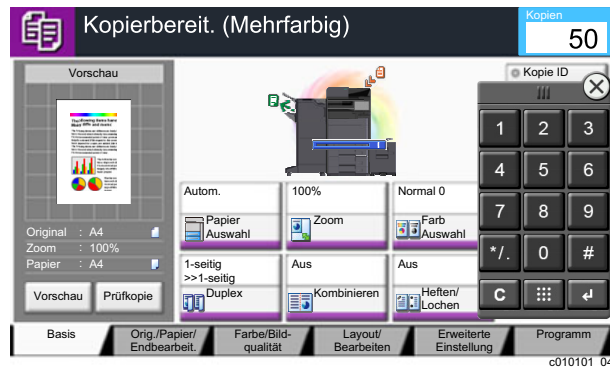 Kopierbereit. (Mehrfarbig)
Kopien
50
Vorschau
Kopie ID
Original : A4
Zoom : 100%
Papier : A4
Vorschau
Prüfkopie
Autom.
Papier
Auswahl
100%
Zoom
Normal 0
Farb
Auswahl
1-seitig
>>1-seitig
Duplex
Aus
Kombinieren
Aus
Heften/
Lochen
1 2 3
4 5 6
7 8 9
*/. 0 #
C
Basis
Orig./Papier/
Endbearbeit.
Farbe/Bild-
qualität
Layout/
Bearbeiten
Erweiterte
Einstellung
Programm
c010101_04